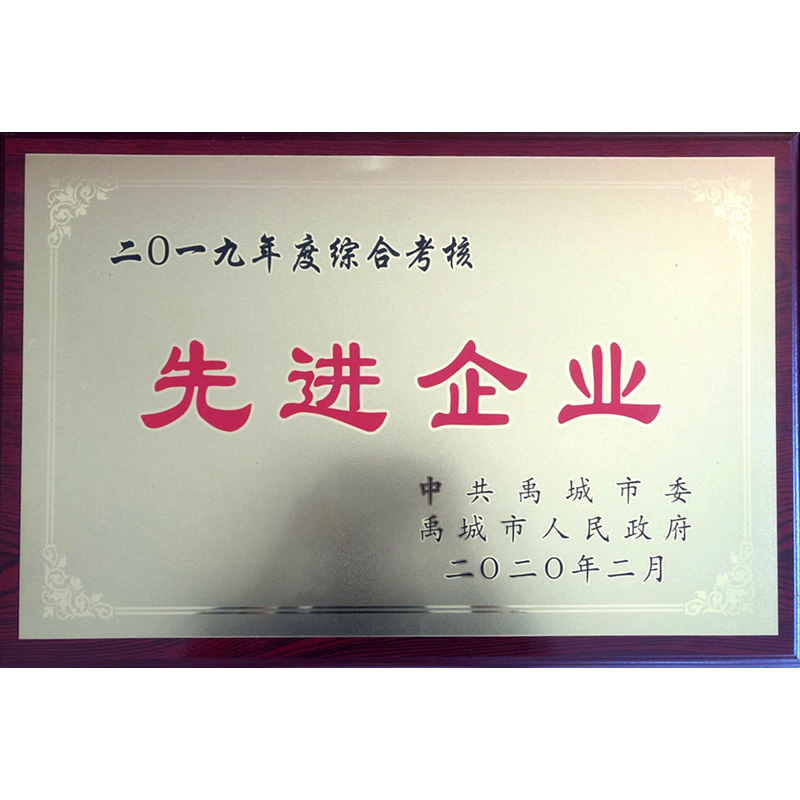 二〇一九年度综合考核
先进企业
中共禹城市委
禹城市人民政府
二〇二〇年二月